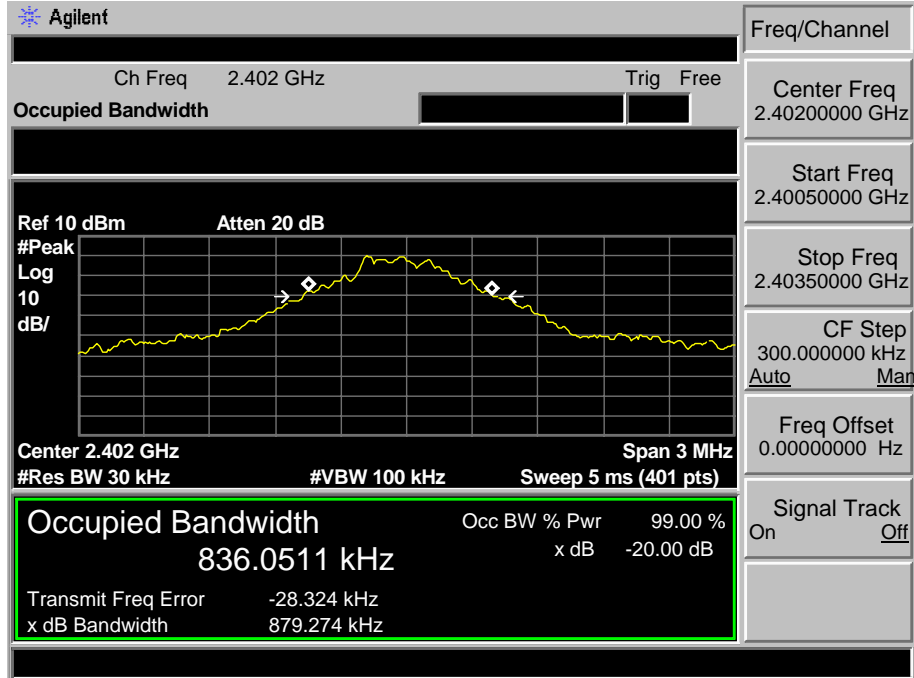 Agilent
Freq/Channel
Ch Freq 2.402 GHz Trig Free
Occupied Bandwidth
Center Freq
2.40200000 GHz
Start Freq
2.40050000 GHz
Stop Freq
2.40350000 GHz
CF Step
300.000000 kHz
Auto Man
Freq Offset
0.00000000 Hz
Signal Track
On Off
Ref 10 dBm Atten 20 dB
#Peak
Log
10
dB/
Center 2.402 GHz Span 3 MHz
#Res BW 30 kHz #VBW 100 kHz Sweep 5 ms (401 pts)
Occupied Bandwidth
836.0511 kHz
Occ BW % Pwr 99.00 %
x dB -20.00 dB
Transmit Freq Error -28.324 kHz
x dB Bandwidth 879.274 kHz